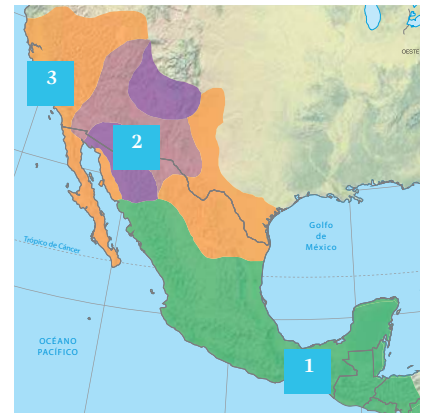 OESTE
3
2
Golfo
de
México
Trópico de Cáncer
OCÉANO
PACÍFICO
1